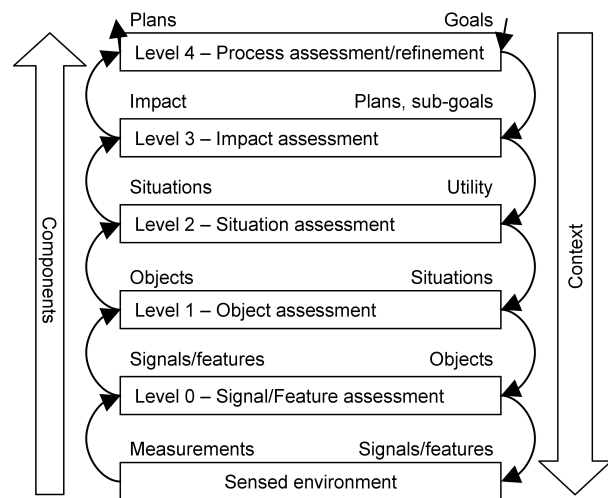 Plans
Goals
Level 4 – Process assessment/refinement
Impact
Plans, sub-goals
Level 3 – Impact assessment
Situations
Utility
Level 2 – Situation assessment
Objects
Situations
Level 1 – Object assessment
Signals/features
Objects
Level 0 – Signal/Feature assessment
Measurements
Signals/features
Sensed environment
Components
Context